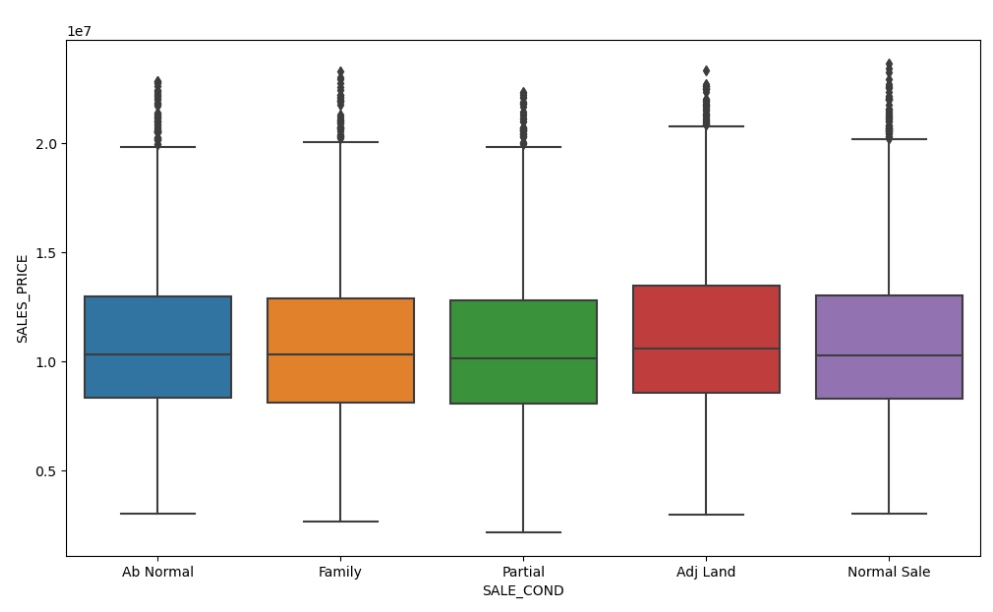 1e7
2.0
1.5
1.0
0.5
SALES_PRICE
Ab Normal Family Partial Adj Land Normal Sale
SALE_COND